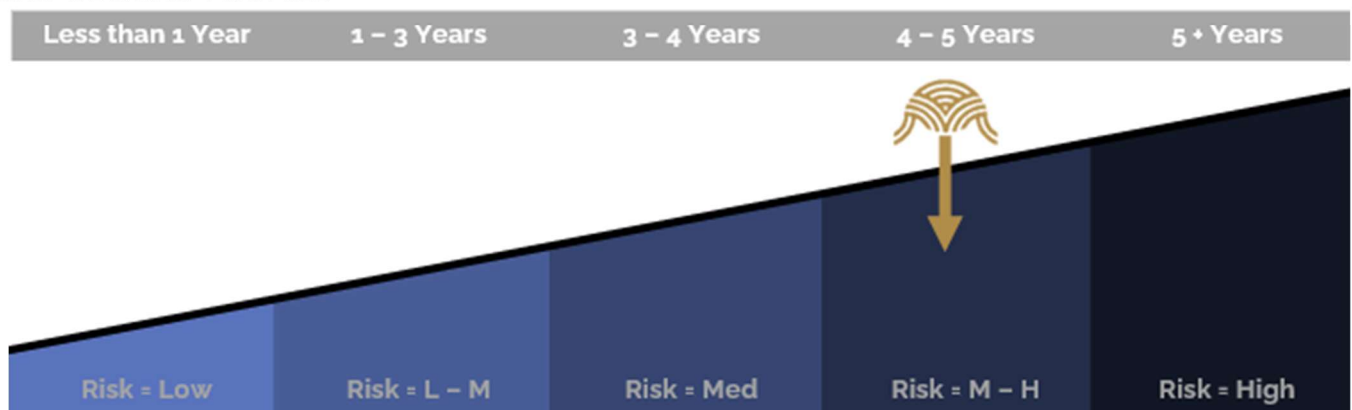 Less than 1 Year 1 – 3 Years 3 – 4 Years 4 – 5 Years 5 + Years
Risk = Low Risk = L – M Risk = Med Risk = M – H Risk = High